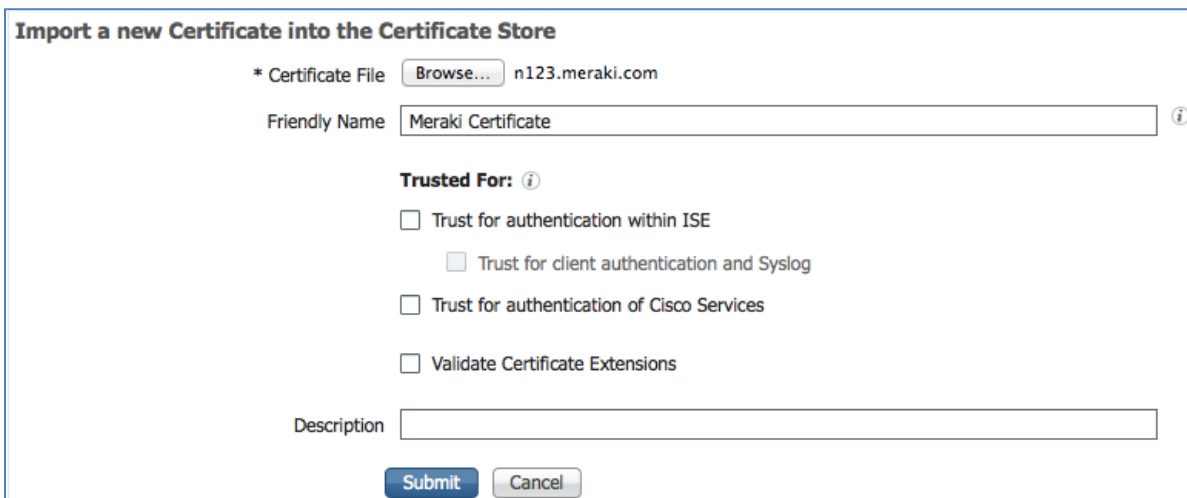 Import a new Certificate into the Certificate Store
* Certificate File Browse... n123.meraki.com
Friendly Name Meraki Certificate i
Trusted For: i
Trust for authentication within ISE
Trust for client authentication and Syslog
Trust for authentication of Cisco Services
Validate Certificate Extensions
Description
Submit Cancel